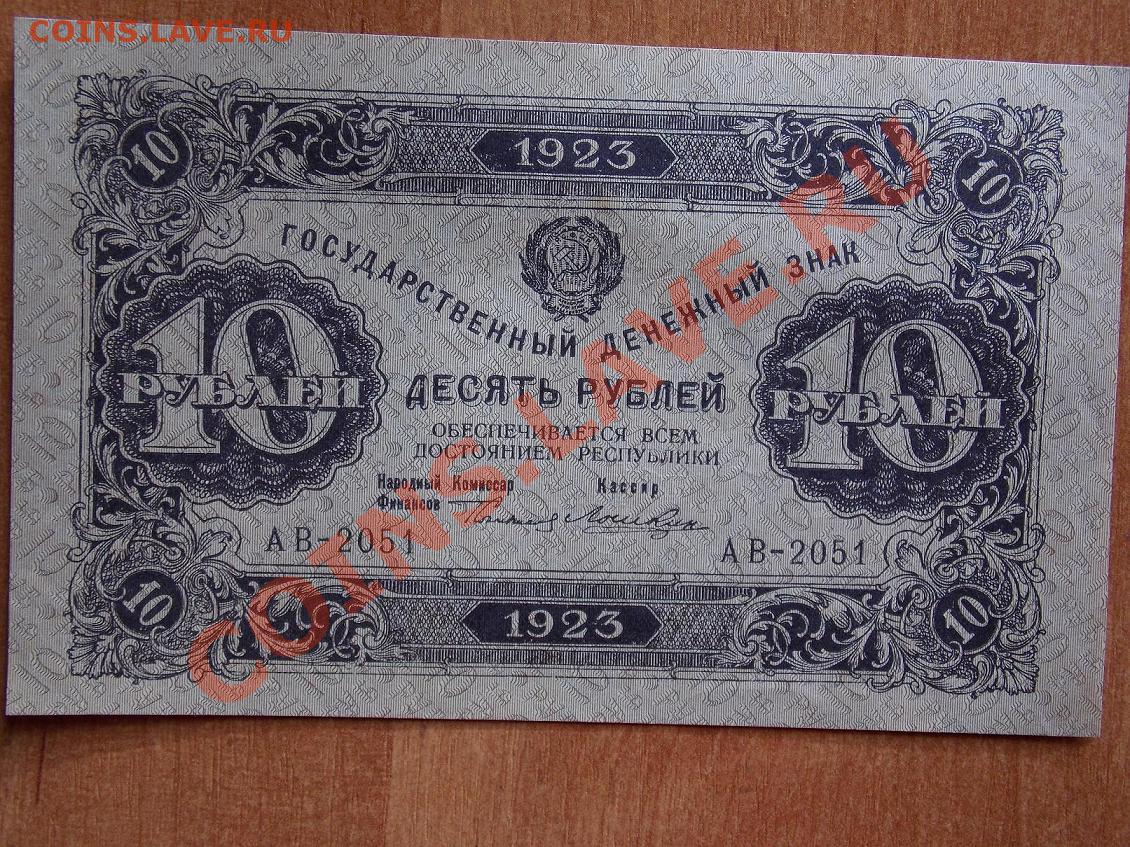 COINS.LAVE.RU
10 1923 10
ГОСУДАРСТВЕННЫЙ ДЕНЕЖНЫЙ ЗНАК
10 РУБЛЕЙ
10 РУБЛЕЙ
ДЕСЯТЬ РУБЛЕЙ
ОБЕСПЕЧИВАЕТСЯ ВСЕМ
ДОСТОЯНИЕМ РЕСПУБЛИКИ
Народный Комиссар
Финансов
Кассир
АВ-2051 АВ-2051
10 1923 10
COINS.LAVE.RU